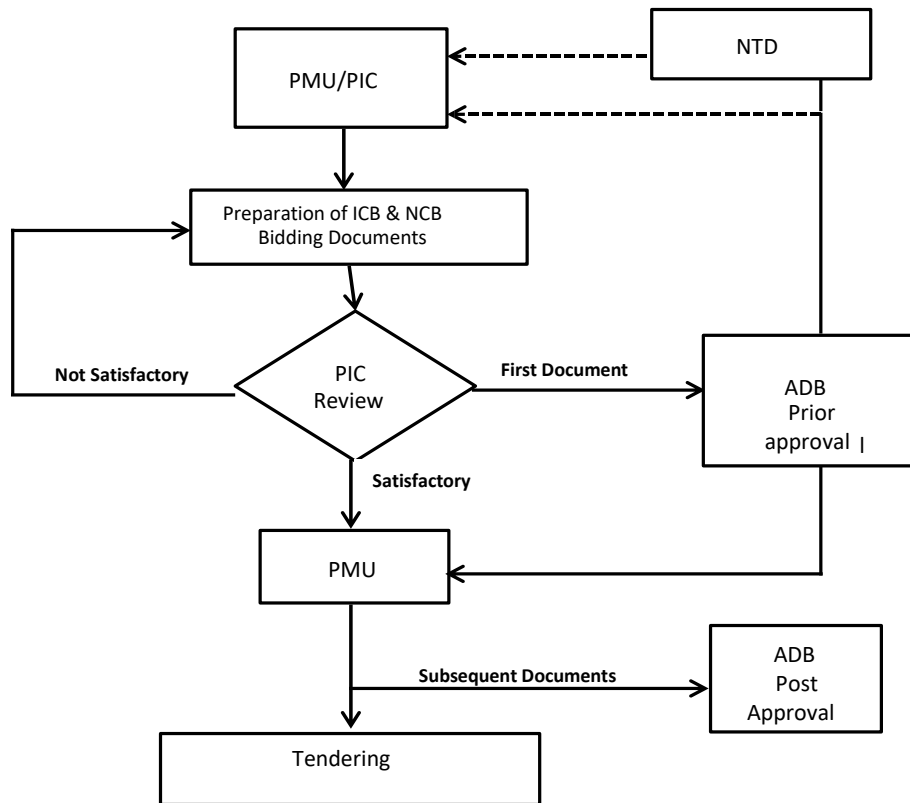 NTD
PMU/PIC
Preparation of ICB & NCB
Bidding Documents
Not Satisfactory
PIC
Review
First Document
ADB
Prior
approval
Satisfactory
PMU
Subsequent Documents
ADB
Post
Approval
Tendering